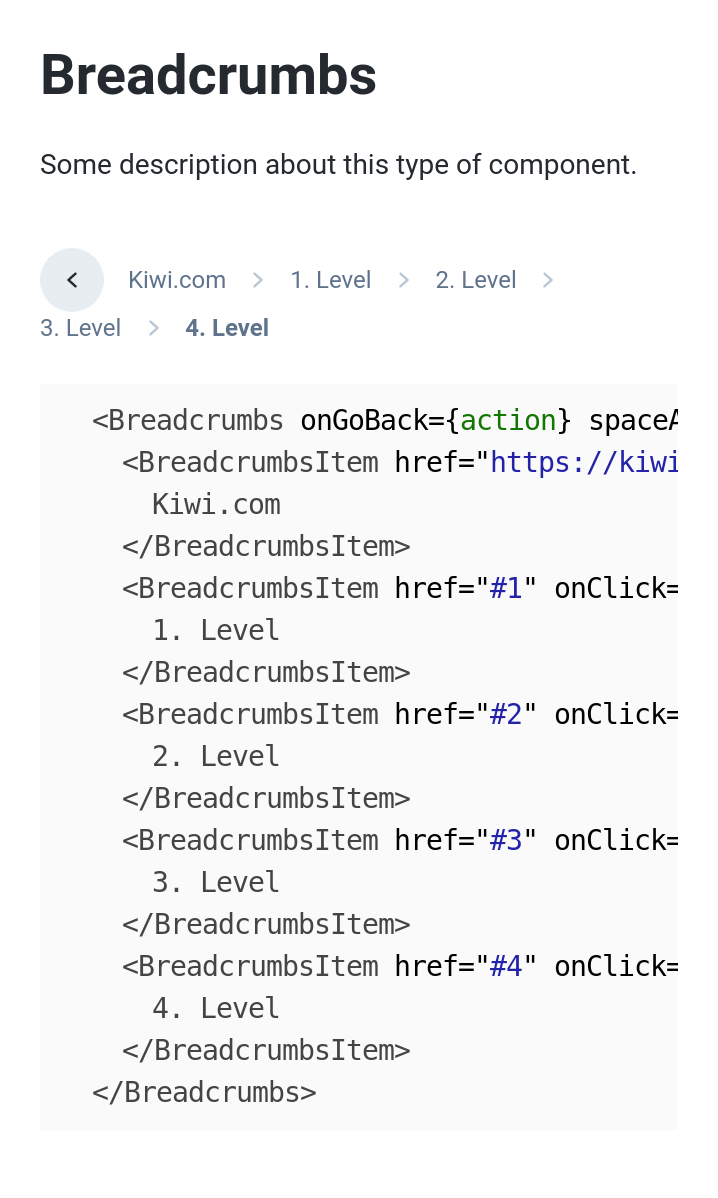 Breadcrumbs
Some description about this type of component.
Kiwi.com 1. Level 2. Level
3. Level 4. Level
<Breadcrumbs onGoBack={action} spaceA
<BreadcrumbsItem href="https://kiwi
Kiwi.com
</BreadcrumbsItem>
<BreadcrumbsItem href="#1" onClick=
1. Level
</BreadcrumbsItem>
<BreadcrumbsItem href="#2" onClick=
2. Level
</BreadcrumbsItem>
<BreadcrumbsItem href="#3" onClick=
3. Level
</BreadcrumbsItem>
<BreadcrumbsItem href="#4" onClick=
4. Level
</BreadcrumbsItem>
</Breadcrumbs>